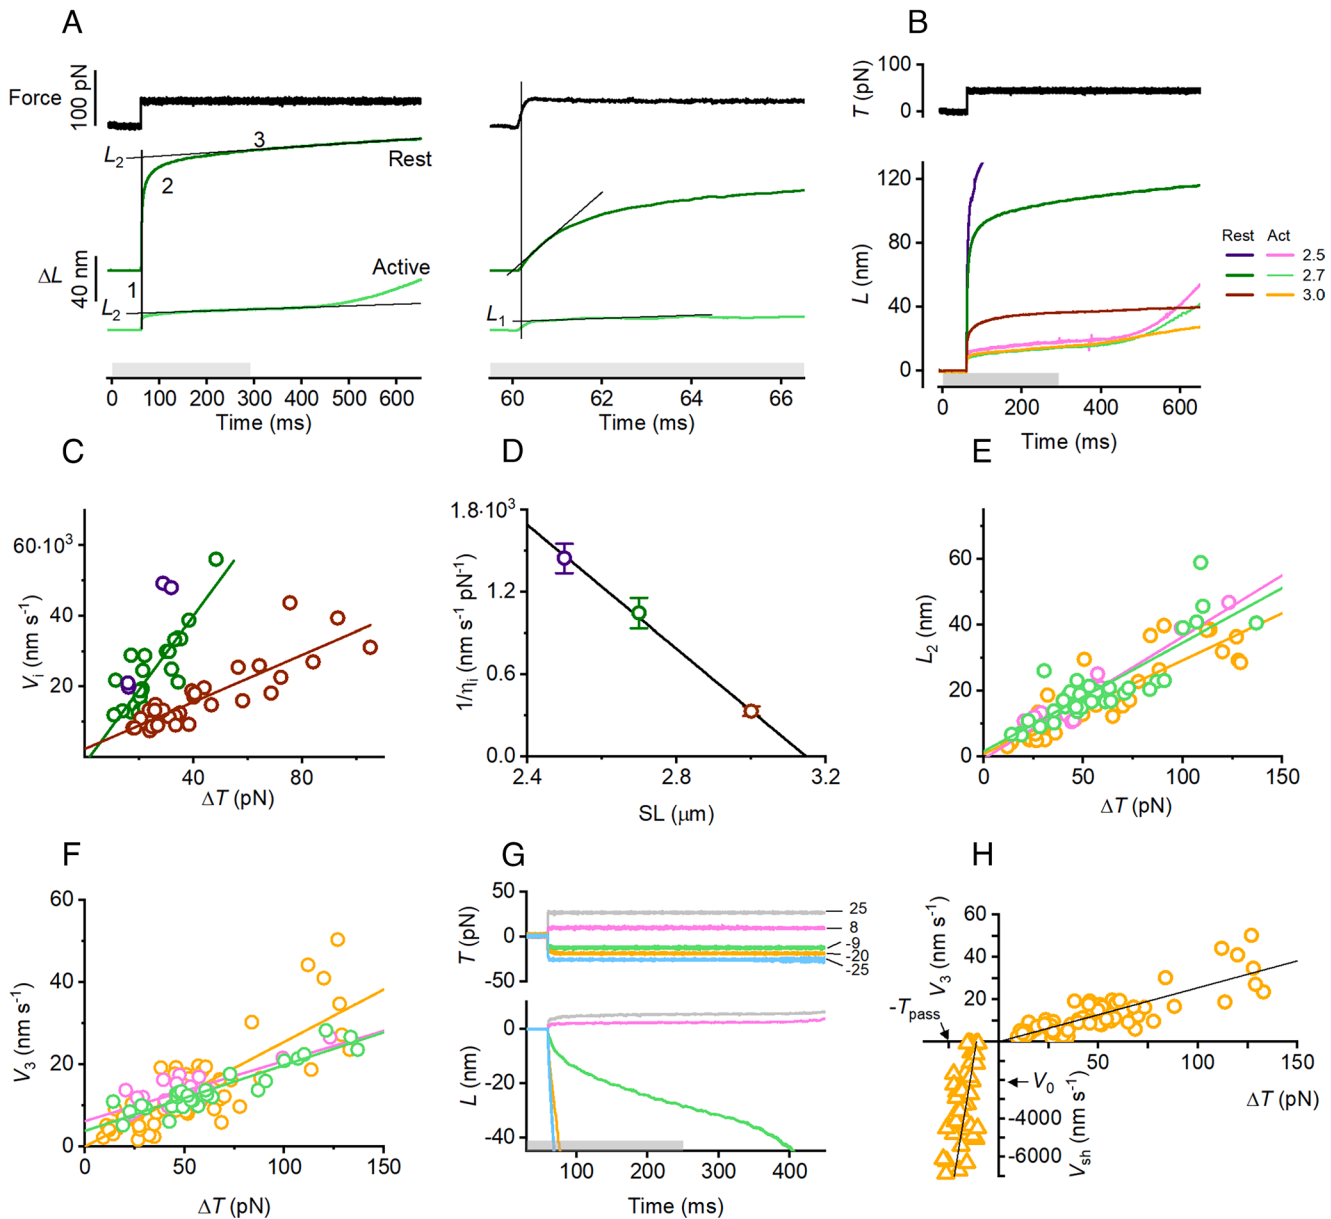 A
Force
100 pN
L2
3
2
Rest
ΔL
40 nm
1
Active
L2
0 100 200 300 400 500 600
Time (ms)
L1
60 62 64 66
Time (ms)
B
T (pN)
100
0
L (nm)
120
80
40
0
0 200 400 600
Time (ms)
Rest Act
2.5
2.7
3.0
C
Vi (nm s-1)
60·103
40
20
40 80
ΔT (pN)
D
1/ηi (nm s-1 pN-1)
1.8·103
1.2
0.6
0.0
2.4 2.8 3.2
SL (μm)
E
L2 (nm)
60
40
20
0
0 50 100 150
ΔT (pN)
F
V3 (nm s-1)
60
40
20
0
0 50 100 150
ΔT (pN)
G
T (pN)
50
0
-50
25
8
-9
-20
-25
L (nm)
0
-20
-40
100 200 300 400
Time (ms)
H
V3 (nm s-1)
60
40
20
-Tpass
50 100 150
ΔT (pN)
V0
-4000
-6000
Vsh (nm s-1)